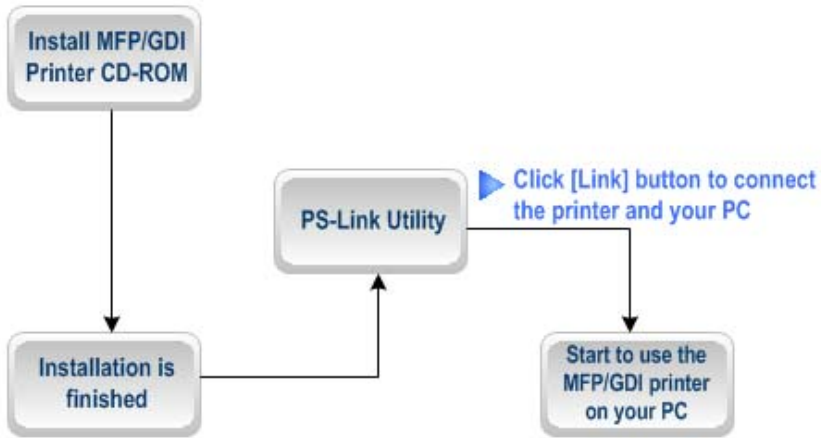 Install MFP/GDI
Printer CD-ROM
Click [Link] button to connect
the printer and your PC
PS-Link Utility
Installation is
finished
Start to use the
MFP/GDI printer
on your PC